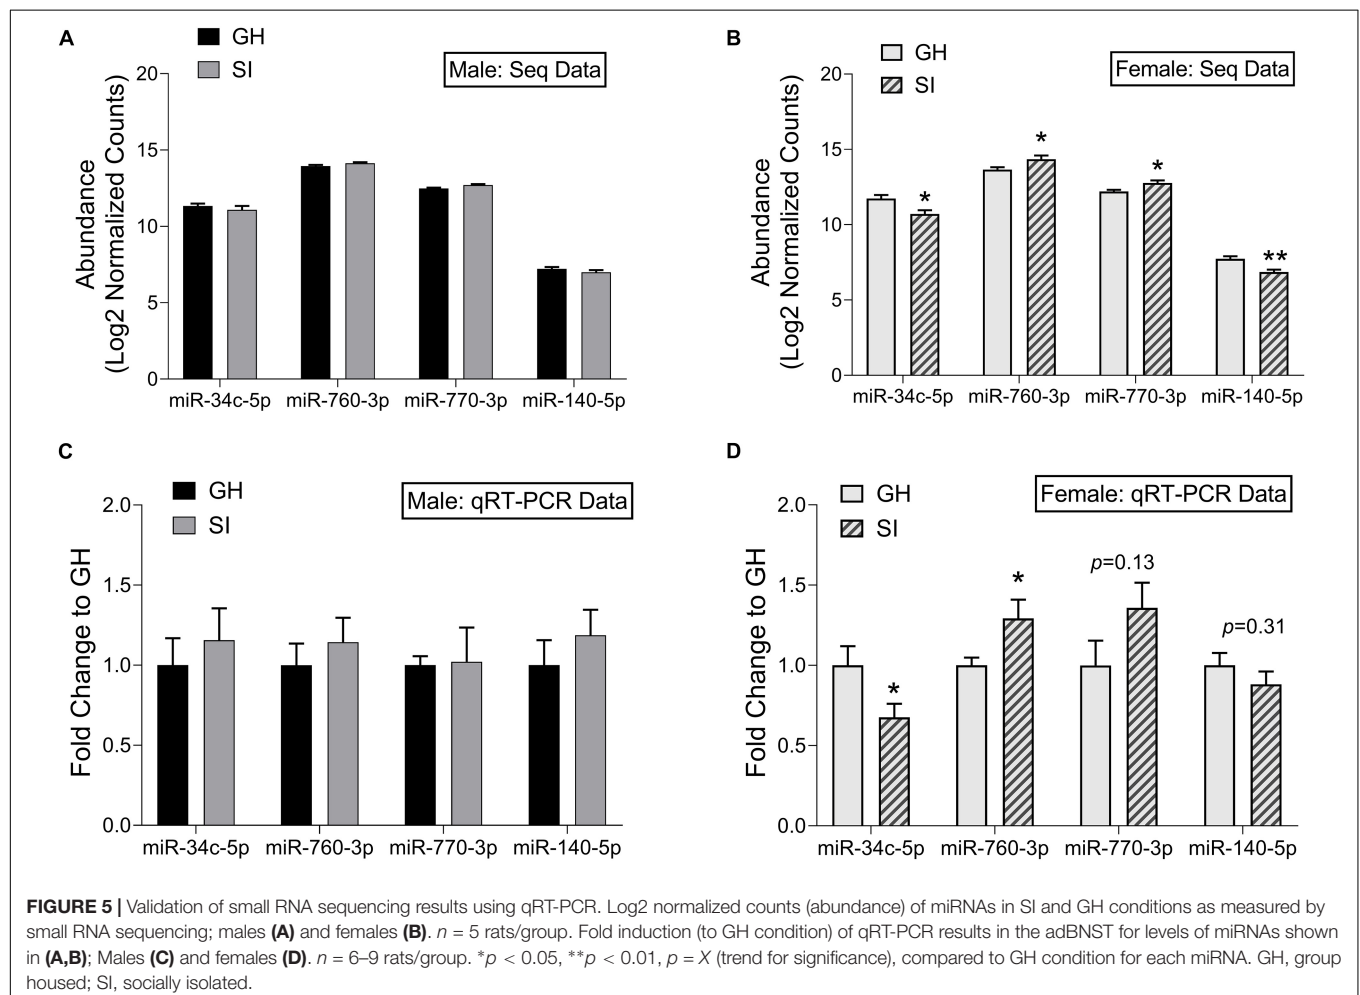 A
GH
SI
Male: Seq Data
Abundance
(Log2 Normalized Counts)
20
15
10
5
0
*
miR-34c-5p miR-760-3p miR-770-3p miR-140-5p
B
GH
SI
Female: Seq Data
Abundance
(Log2 Normalized Counts)
20
15
10
5
0
* * * **
miR-34c-5p miR-760-3p miR-770-3p miR-140-5p
C
GH
SI
Male: qRT-PCR Data
Fold Change to GH
2.0
1.5
1.0
0.5
0.0
miR-34c-5p miR-760-3p miR-770-3p miR-140-5p
D
GH
SI
Female: qRT-PCR Data
Fold Change to GH
2.0
1.5
1.0
0.5
0.0
* * p=0.13 p=0.31
miR-34c-5p miR-760-3p miR-770-3p miR-140-5p
FIGURE 5 | Validation of small RNA sequencing results using qRT-PCR. Log2 normalized counts (abundance) of miRNAs in SI and GH conditions as measured by
small RNA sequencing; males (A) and females (B). n = 5 rats/group. Fold induction (to GH condition) of qRT-PCR results in the adBNST for levels of miRNAs shown
in (A,B); Males (C) and females (D). n = 6–9 rats/group. *p < 0.05, **p < 0.01, p = X (trend for significance), compared to GH condition for each miRNA. GH, group
housed; SI, socially isolated.